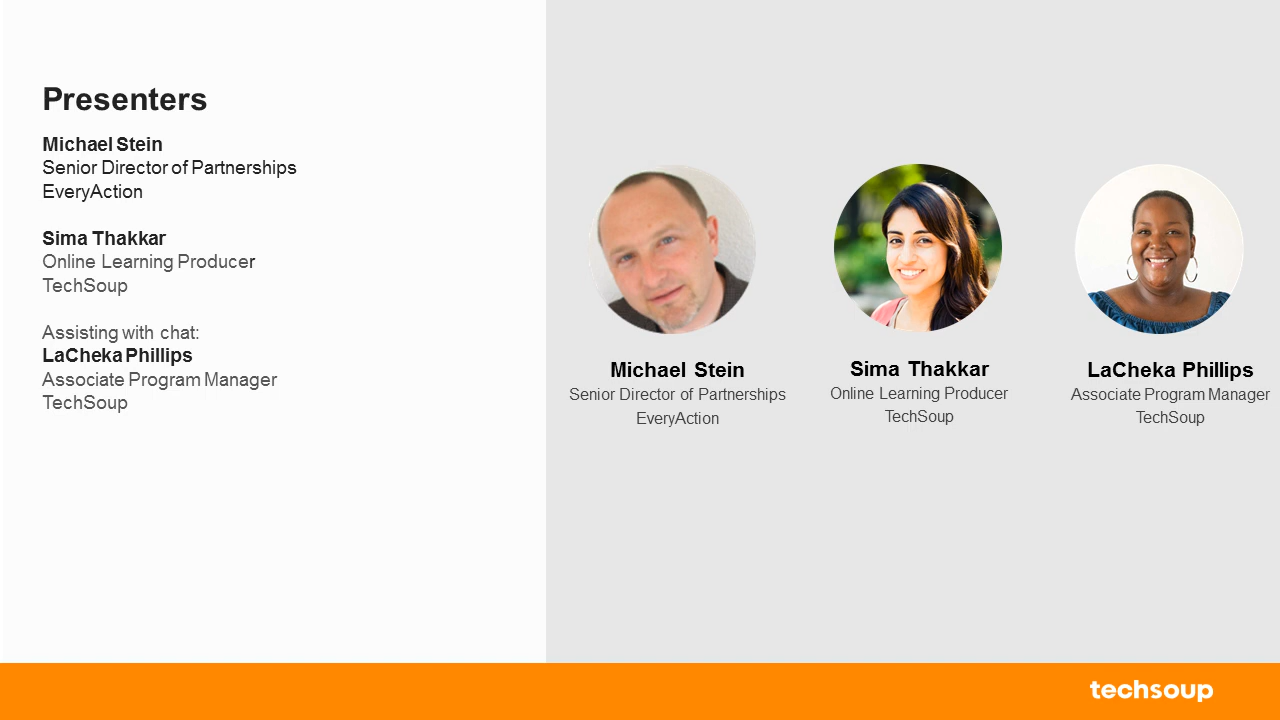 Presenters
Michael Stein
Senior Director of Partnerships
EveryAction
Sima Thakkar
Online Learning Producer
TechSoup
Assisting with chat:
LaCheka Phillips
Associate Program Manager
TechSoup
Michael Stein
Senior Director of Partnerships
EveryAction
Sima Thakkar
Online Learning Producer
TechSoup
LaCheka Phillips
Associate Program Manager
TechSoup
techsoup